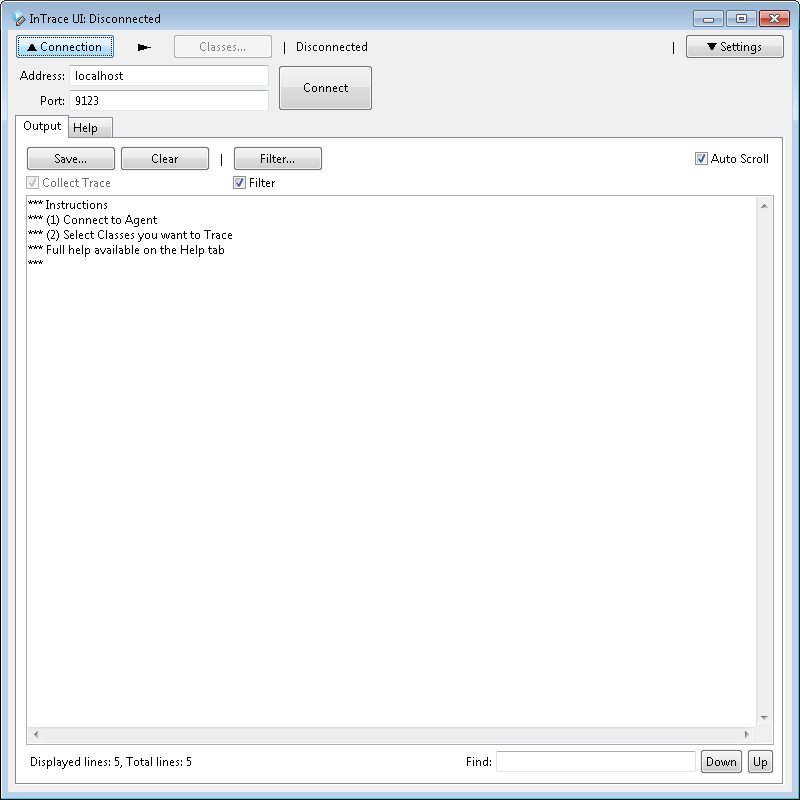 InTrace UI: Disconnected
Connection Classes... | Disconnected | Settings
Address: localhost
Connect
Port: 9123
Output Help
Save... Clear | Filter... Auto Scroll
Collect Trace Filter
*** Instructions
*** (1) Connect to Agent
*** (2) Select Classes you want to Trace
*** Full help available on the Help tab
***
Displayed lines: 5, Total lines: 5 Find: Down Up